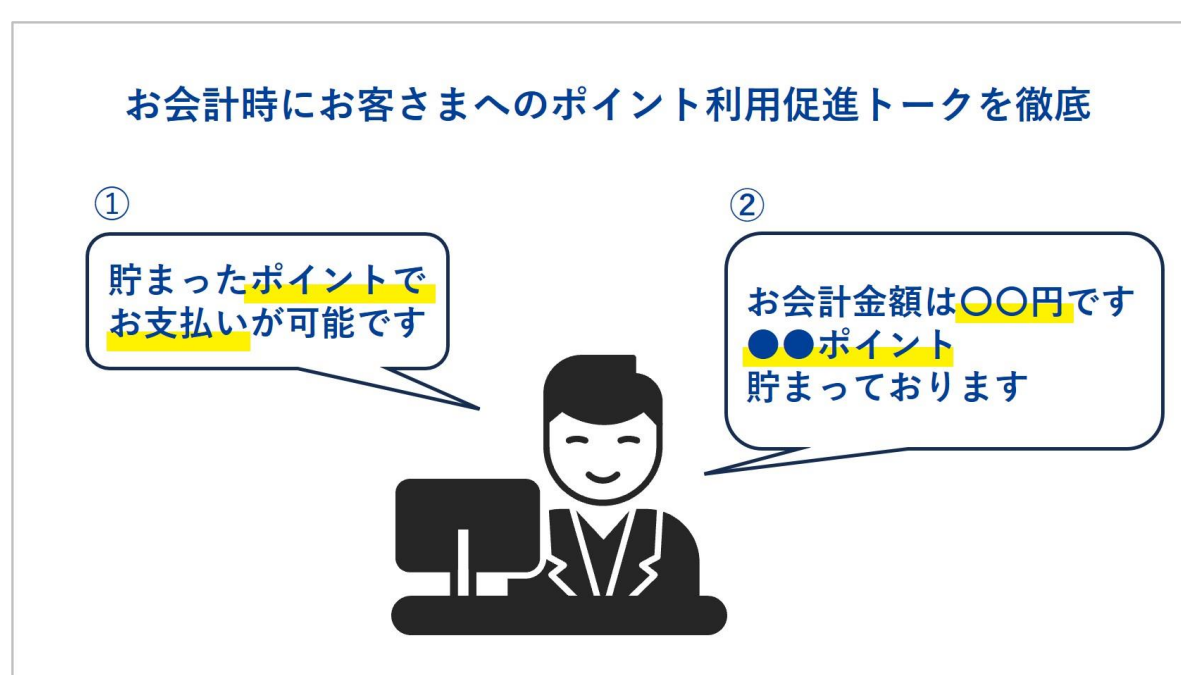 お会計時にお客さまへのポイント利用促進トークを徹底
①
貯まったポイントで
お支払いが可能です
②
お会計金額は〇〇円です
●●ポイント
貯まっております